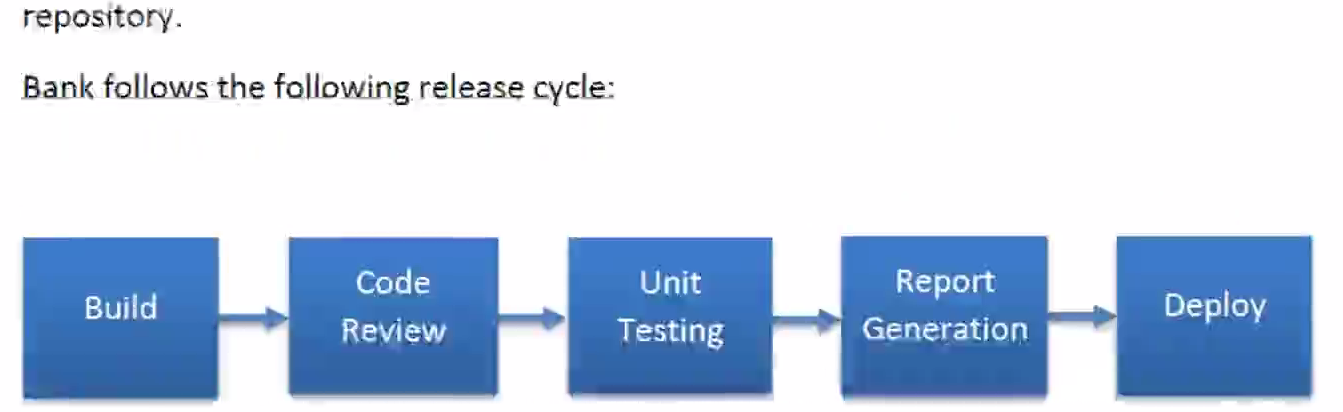 repository.
Bank follows the following release cycle:
Build
Code
Review
Unit
Testing
Report
Generation
Deploy